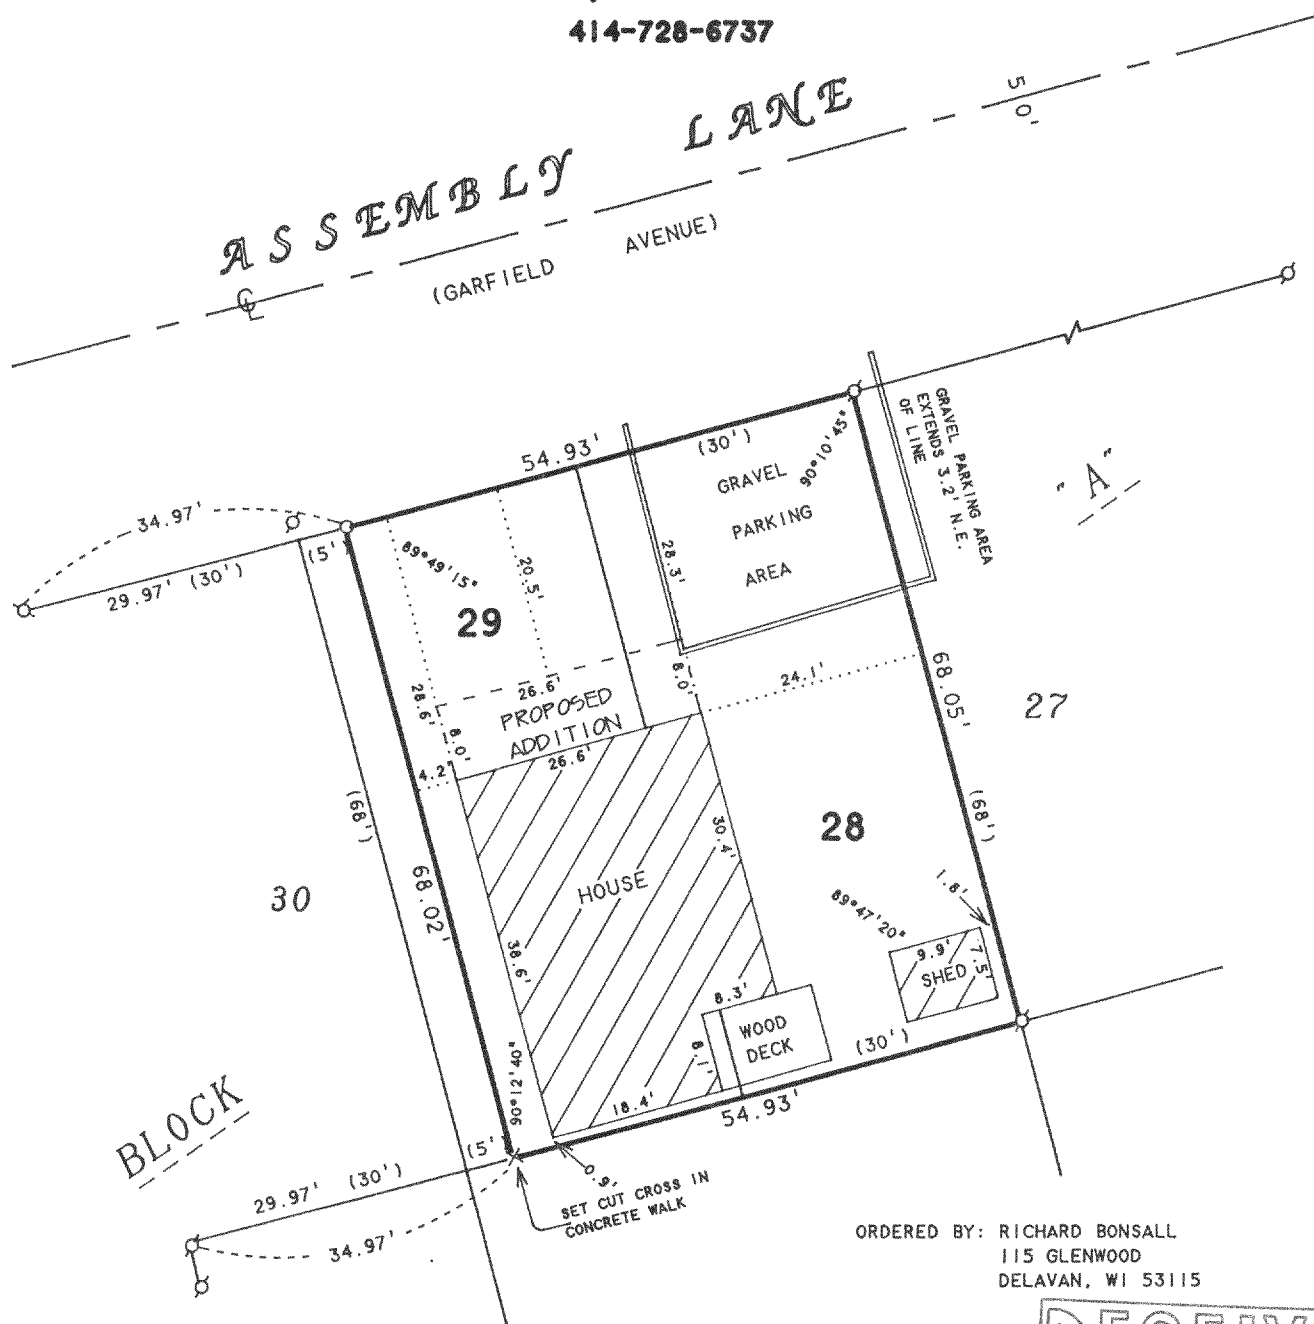 414-728-6737
ASSEMBLY LANE
50'
(GARFIELD AVENUE)
℄
54.93'
(30')
GRAVEL
PARKING
AREA
90°10'45"
GRAVEL PARKING AREA
EXTENDS 3.2' N.E.
OF LINE
"A"
34.97'
(5')
29.97' (30')
89°49'15"
20.5'
28.3'
29
28.6'
26.6'
8.0'
8.0'
24.1'
PROPOSED
ADDITION
4.2'
26.6'
68.05'
27
(68')
(68')
30.4'
28
HOUSE
30
68.02'
38.6'
89°47'20"
1.8'
9.9'
7.5'
SHED
8.3'
WOOD
DECK
8.1'
(30')
90°12'40"
18.4'
54.93'
BLOCK
(5')
0.9'
29.97' (30')
SET CUT CROSS IN
CONCRETE WALK
34.97'
ORDERED BY: RICHARD BONSALL
115 GLENWOOD
DELAVAN, WI 53115